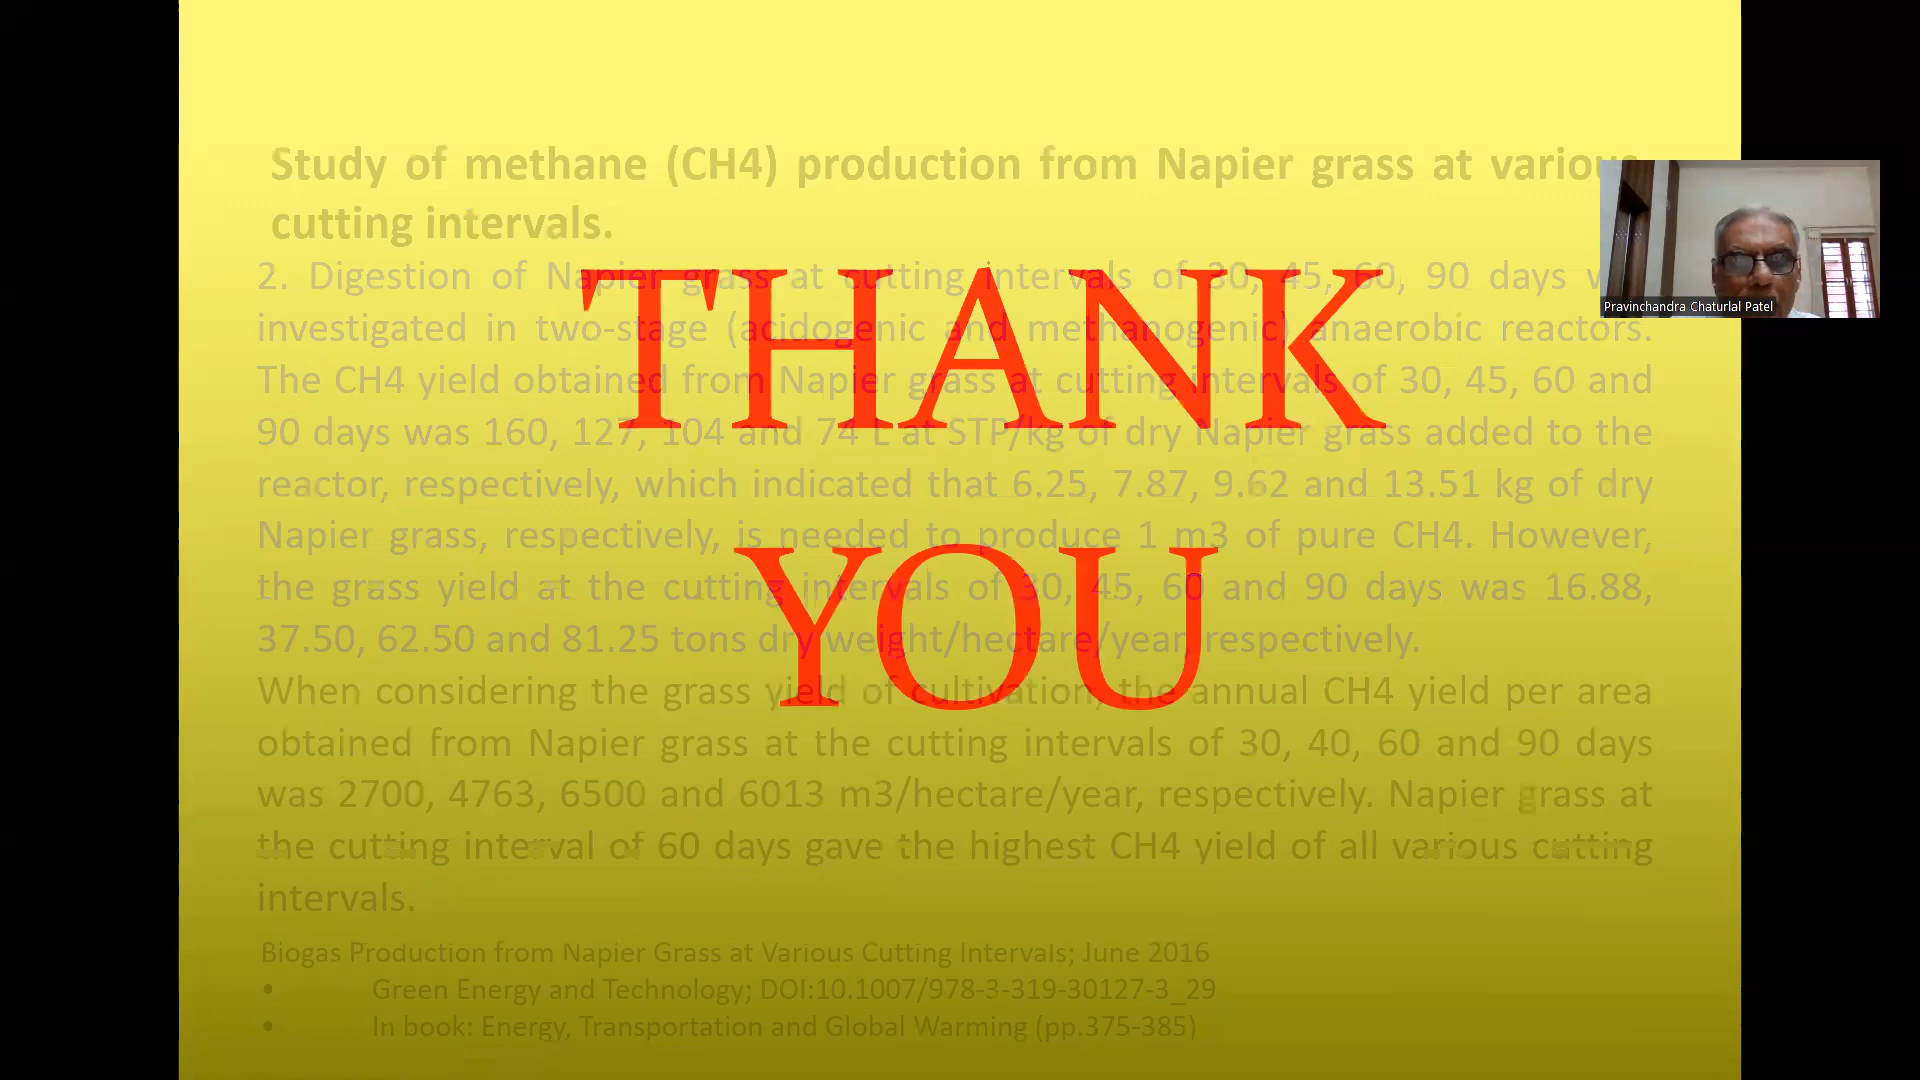 Study of methane (CH4) production from Napier grass at various
cutting intervals.
2. Digestion of Napier grass at cutting intervals of 30, 45, 60, 90 days
investigated in two-stage (acidogenic and methanogenic) anaerobic reactors.
The CH4 yield obtained from Napier grass at cutting intervals of 30, 45, 60 and
90 days was 160, 127, 104 and 74 L at STP/kg of dry Napier grass added to the
reactor, respectively, which indicated that 6.25, 7.87, 9.62 and 13.51 kg of dry
Napier grass, respectively, is needed to produce 1 m3 of pure CH4. However,
the grass yield at the cutting intervals of 30, 45, 60 and 90 days was 16.88,
37.50, 62.50 and 81.25 tons dry weight/hectare/year, respectively.
When considering the grass yield of cultivation, the annual CH4 yield per area
obtained from Napier grass at the cutting intervals of 30, 40, 60 and 90 days
was 2700, 4763, 6500 and 6013 m3/hectare/year, respectively. Napier grass at
the cutting interval of 60 days gave the highest CH4 yield of all various cutting
intervals.
Biogas Production from Napier Grass at Various Cutting Intervals; June 2016
• Green Energy and Technology; DOI:10.1007/978-3-319-30127-3_29
• In book: Energy, Transportation and Global Warming (pp.375-385)
THANK
YOU
Pravinchandra Chaturlal Patel